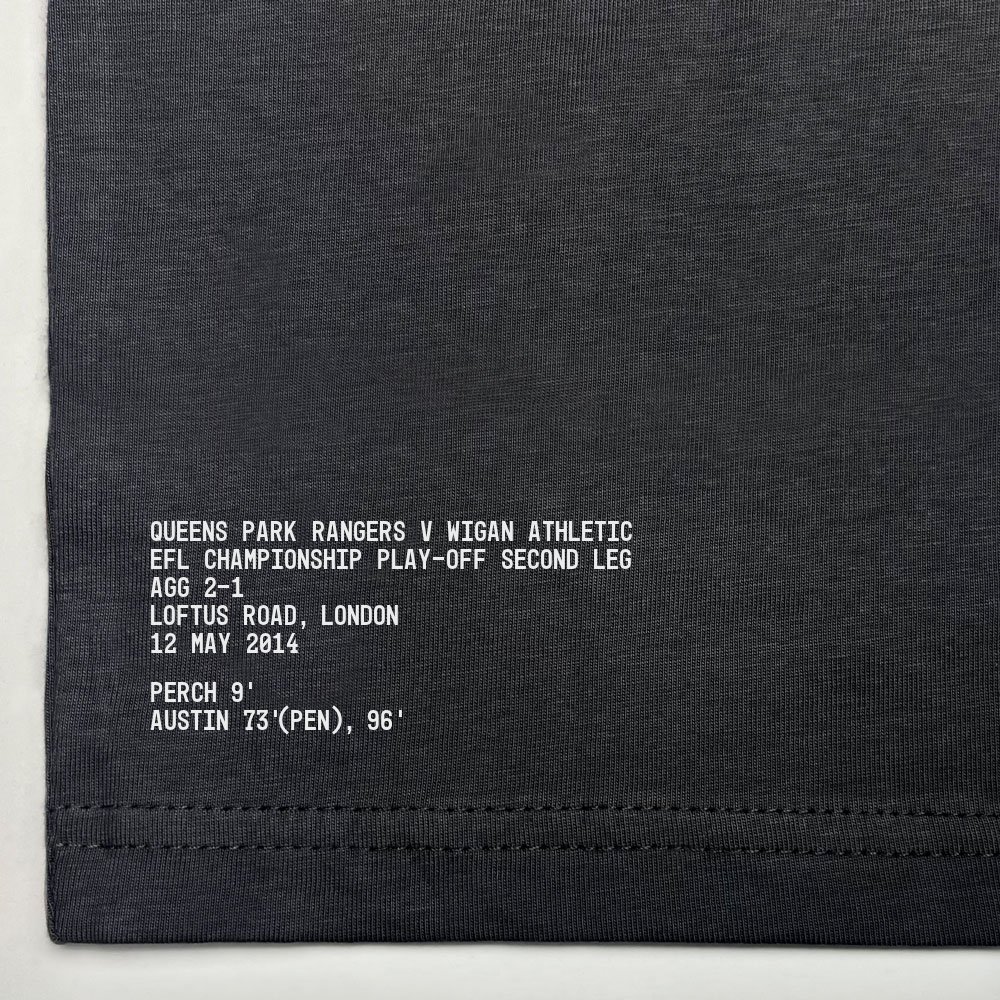 QUEENS PARK RANGERS V WIGAN ATHLETIC
EFL CHAMPIONSHIP PLAY-OFF SECOND LEG
AGG 2-1
LOFTUS ROAD, LONDON
12 MAY 2014
PERCH 9'
AUSTIN 73'(PEN), 96'